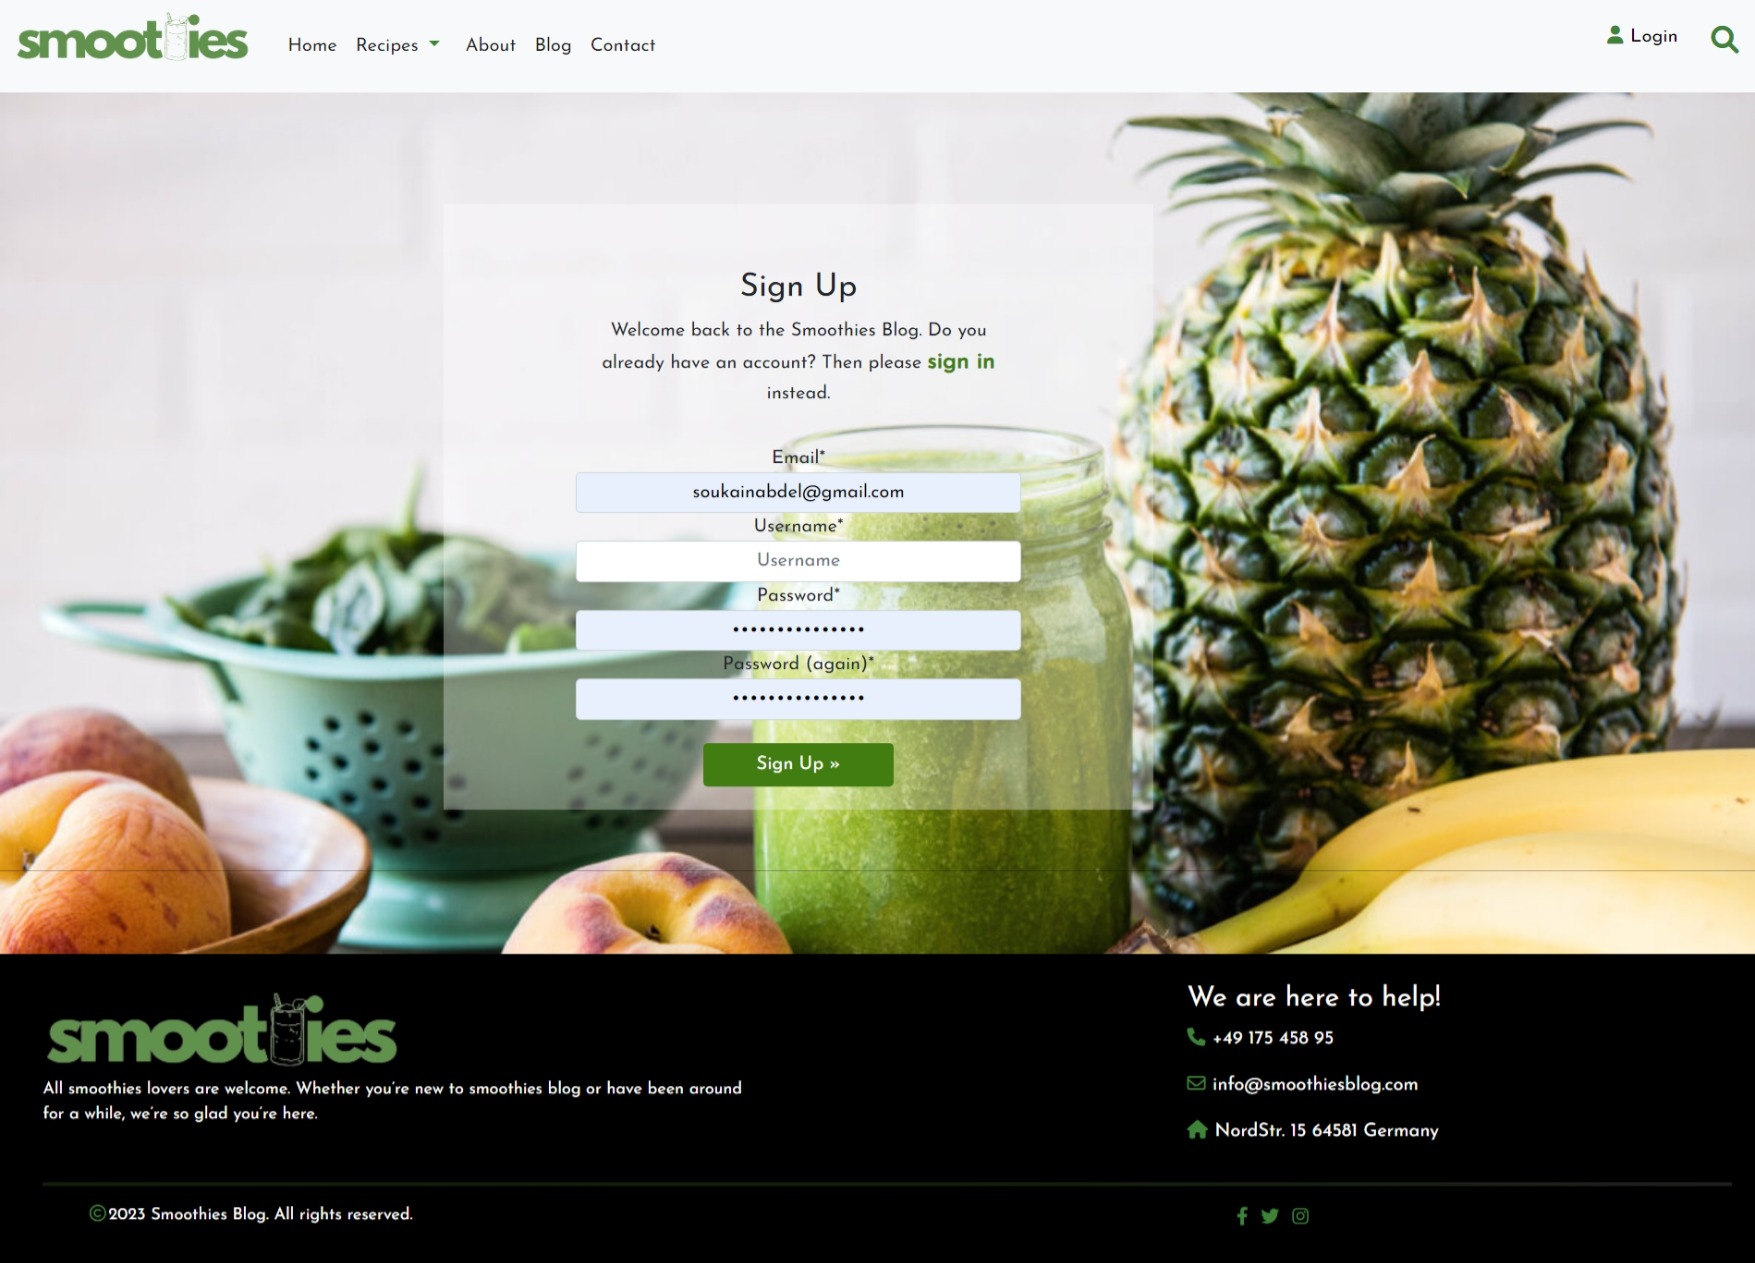 smoothies
Home Recipes About Blog Contact
Login
Sign Up
Welcome back to the Smoothies Blog. Do you
already have an account? Then please sign in
instead.
Email*
soukainabdel@gmail.com
Username*
Username
Password*
•••••••••••••••
Password (again)*
•••••••••••••••
Sign Up »
smoothies
All smoothies lovers are welcome. Whether you're new to smoothies blog or have been around
for a while, we're so glad you're here.
We are here to help!
+49 175 458 95
info@smoothiesblog.com
NordStr. 15 64581 Germany
©2023 Smoothies Blog. All rights reserved.